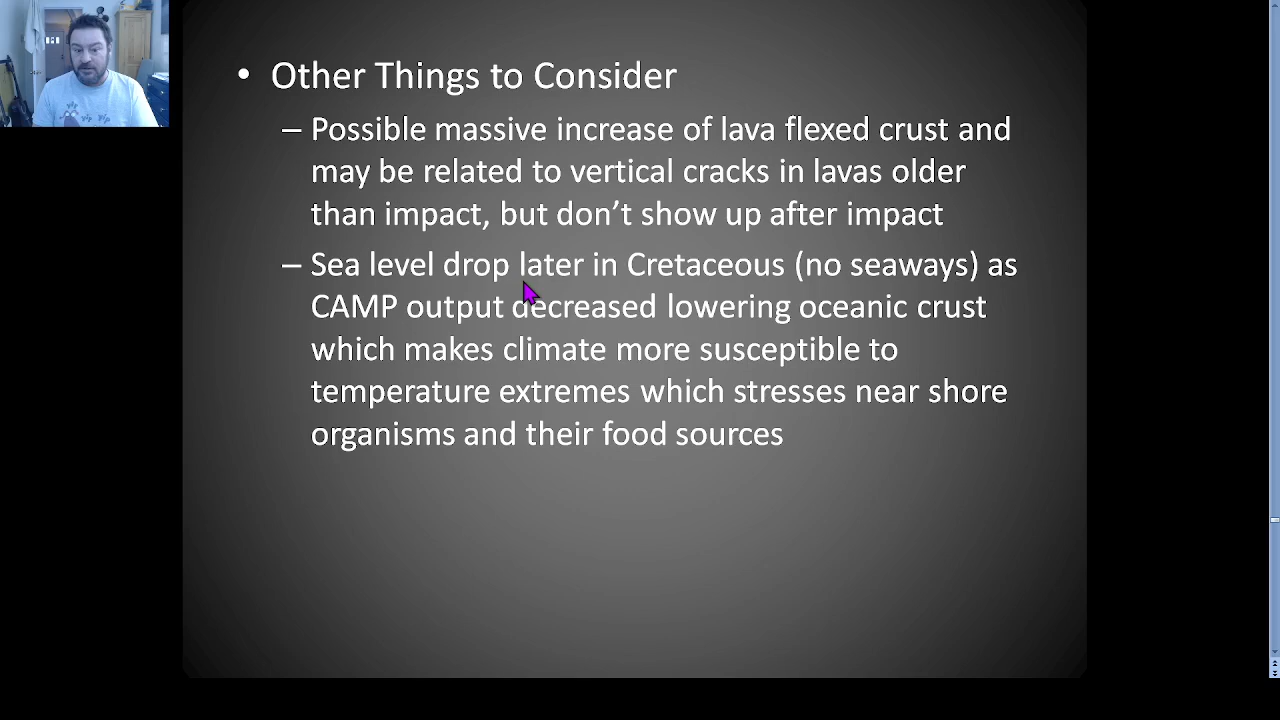 • Other Things to Consider
– Possible massive increase of lava flexed crust and
may be related to vertical cracks in lavas older
than impact, but don’t show up after impact
– Sea level drop later in Cretaceous (no seaways) as
CAMP output decreased lowering oceanic crust
which makes climate more susceptible to
temperature extremes which stresses near shore
organisms and their food sources